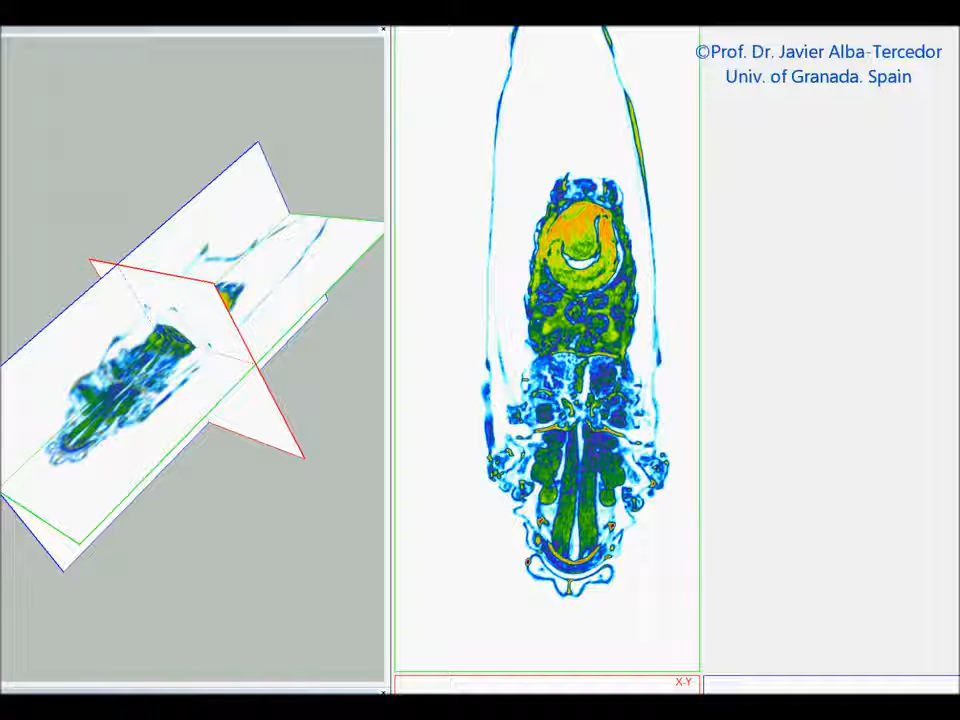 ©Prof. Dr. Javier Alba-Tercedor
Univ. of Granada. Spain
X-Y